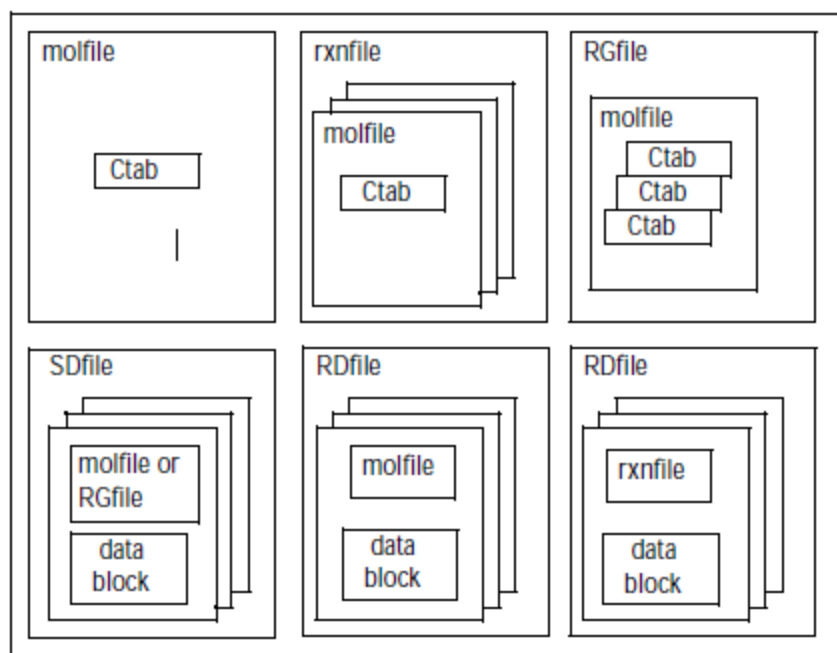 molfile
Ctab
rxnfile
molfile
Ctab
RGfile
molfile
Ctab
Ctab
Ctab
SDfile
molfile or
RGfile
data
block
RDfile
molfile
data
block
RDfile
rxnfile
data
block